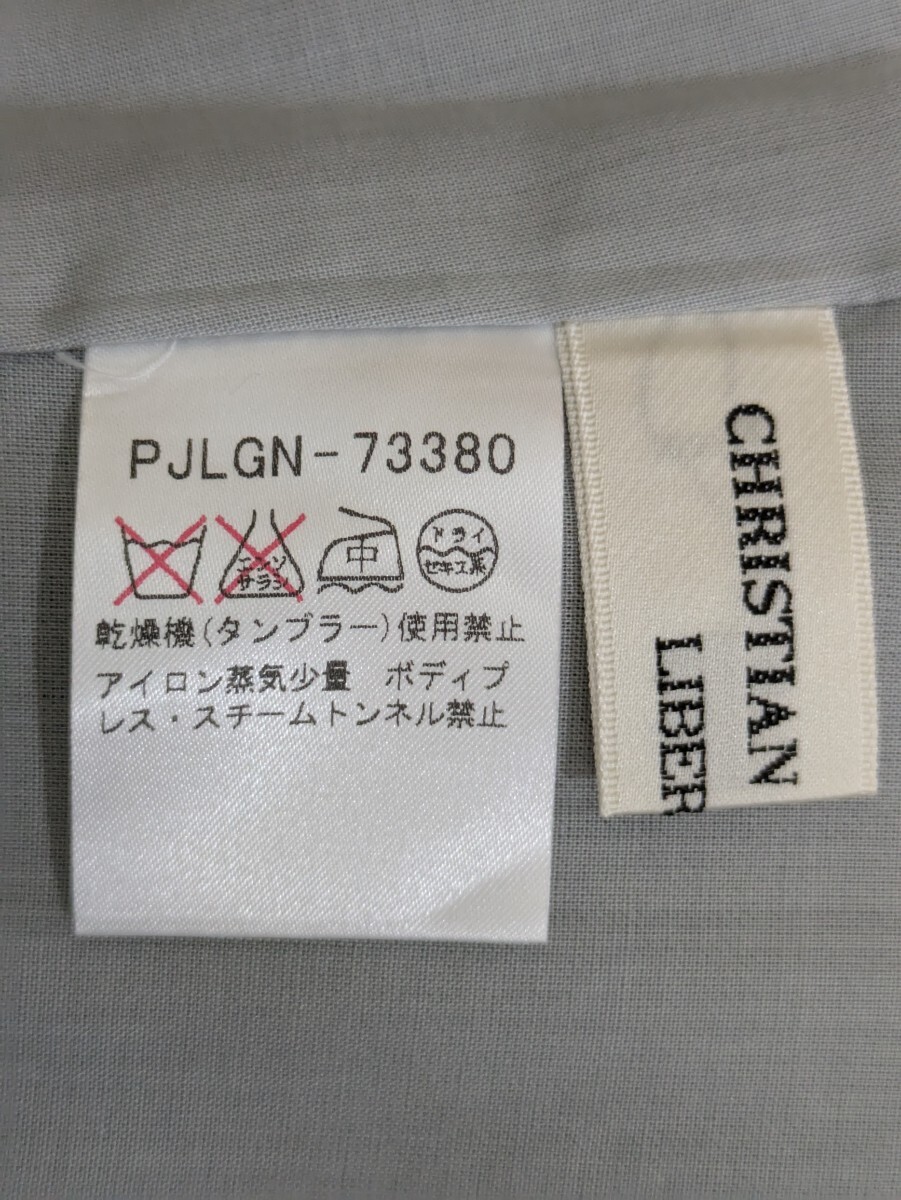 PJLGN-73380
エンソ
サラシ
中
ドライ
セキユ系
乾燥機(タンブラー)使用禁止
アイロン蒸気少量 ボディプ
レス・スチームトンネル禁止
CHRISTIAN
LIBER